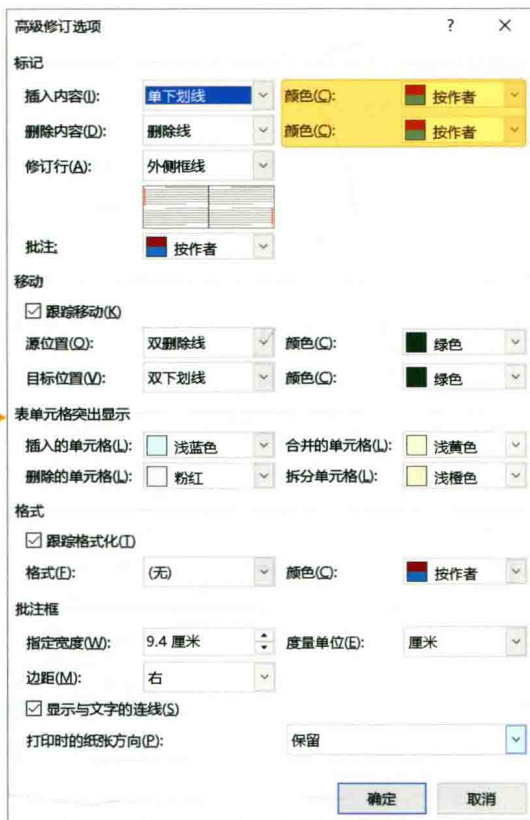 高级修订选项 ?
标记
插入内容(I): 单下划线 颜色(C): 按作者
删除内容(D): 删除线 颜色(C): 按作者
修订行(A): 外侧框线
批注: 按作者
移动
跟踪移动(K)
源位置(O): 双删除线 颜色(C): 绿色
目标位置(V): 双下划线 颜色(C): 绿色
表单元格突出显示
插入的单元格(L): 浅蓝色 合并的单元格(L): 浅黄色
删除的单元格(L): 粉红 拆分单元格(L): 浅橙色
格式
跟踪格式化(T)
格式(F): (无) 颜色(C): 按作者
批注框
指定宽度(W): 9.4 厘米 度量单位(E): 厘米
边距(M): 右
显示与文字的连线(S)
打印时的纸张方向(P): 保留
确定 取消